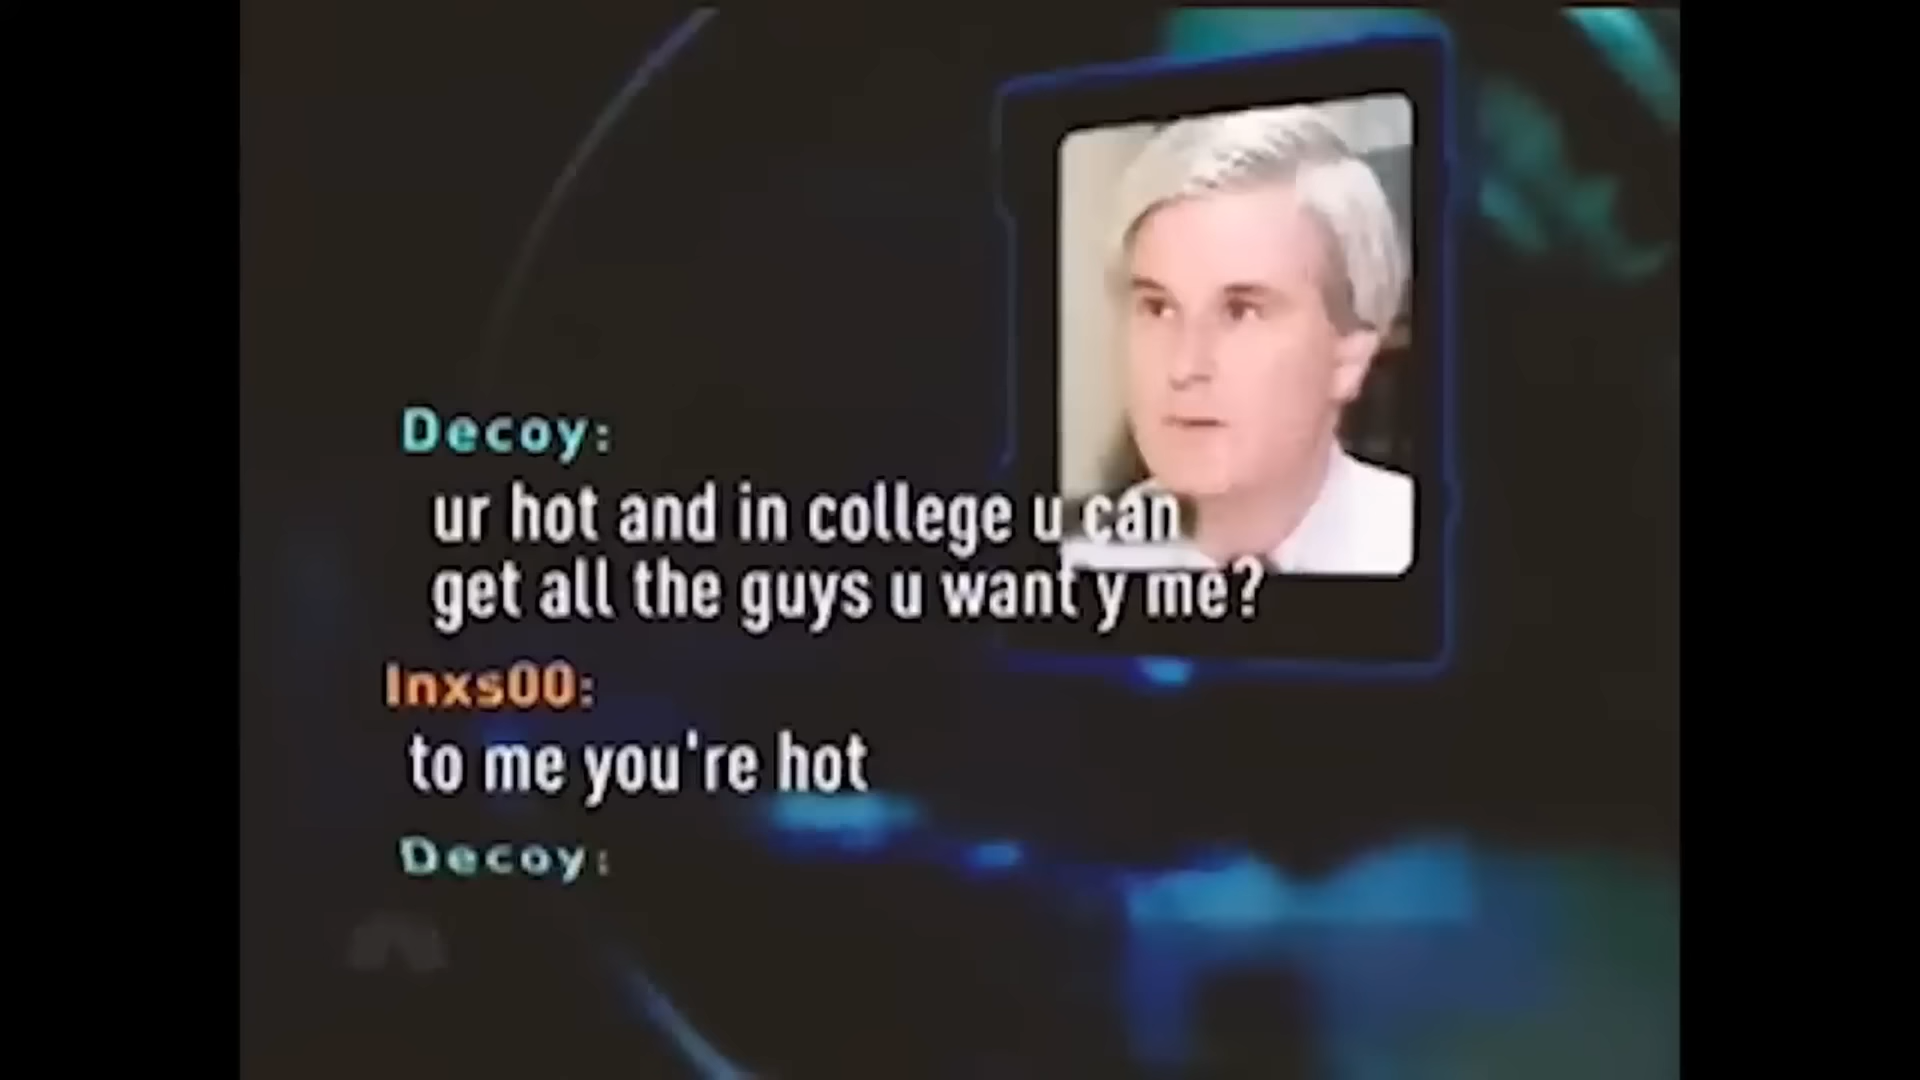 Decoy:
ur hot and in college u can
get all the guys u want y me?
Inxs00:
to me you're hot
Decoy: